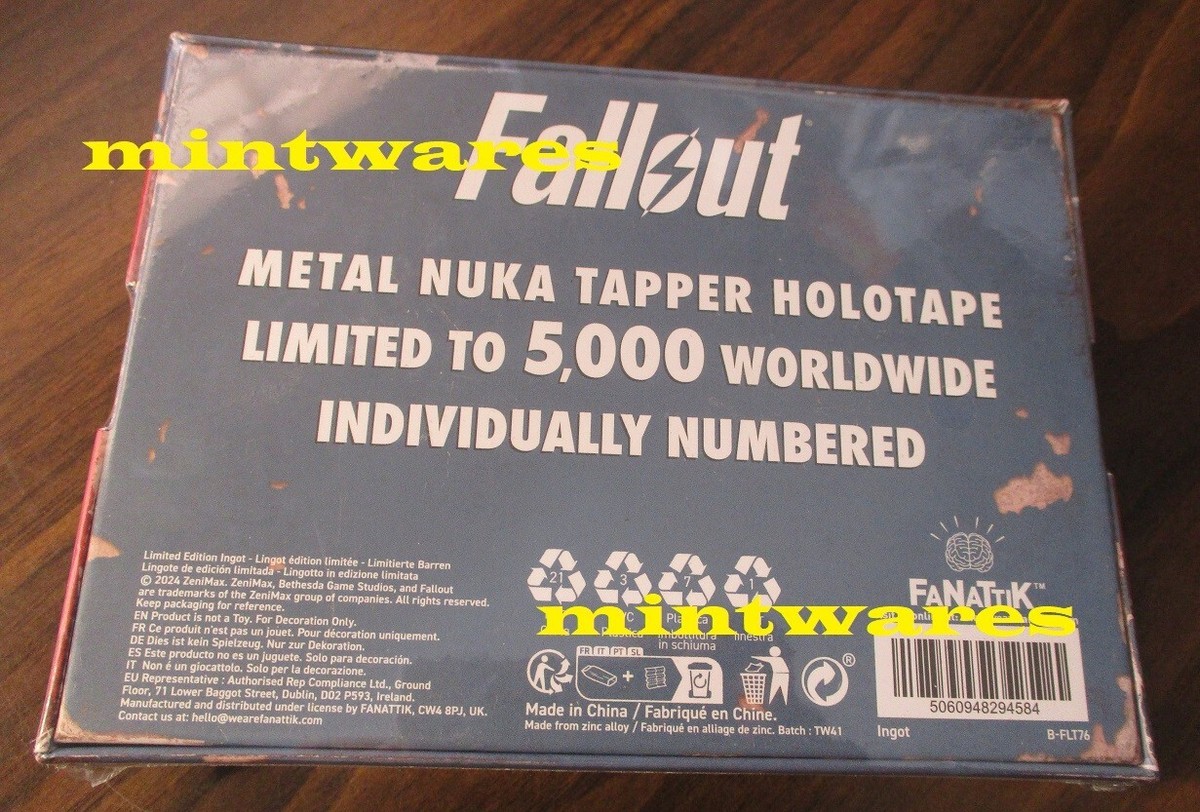 Fallout
mintwares
METAL NUKA TAPPER HOLOTAPE
LIMITED TO 5,000 WORLDWIDE
INDIVIDUALLY NUMBERED
Limited Edition Ingot - Lingot édition limitée - Limitierte Barren
Lingote de edición limitada - Lingotto in edizione limitata
© 2024 ZeniMax. ZeniMax, Bethesda Game Studios, and Fallout
are trademarks of the ZeniMax group of companies. All rights reserved.
Keep packaging for reference.
EN Product is not a Toy. For Decoration Only.
FR Ce produit n'est pas un jouet. Pour décoration uniquement.
DE Dies ist kein Spielzeug. Nur zur Dekoration.
ES Este producto no es un juguete. Solo para decoración.
IT Non é un giocattolo. Solo per la decorazione.
EU Representative : Authorised Rep Compliance Ltd., Ground
Floor, 71 Lower Baggot Street, Dublin, D02 P593, Ireland.
Manufactured and distributed under license by FANATTIK, CW4 8PJ, UK.
Contact us at: hello@wearefanattik.com
21 3 7 1
mintwares
Plastica imbottitura finestra
in schiuma
FR IT PT SL
+
®
Made in China / Fabriqué en Chine.
Made from zinc alloy / Fabriqué en alliage de zinc. Batch : TW41
FANATTIK™
5060948294584
Ingot B-FLT76